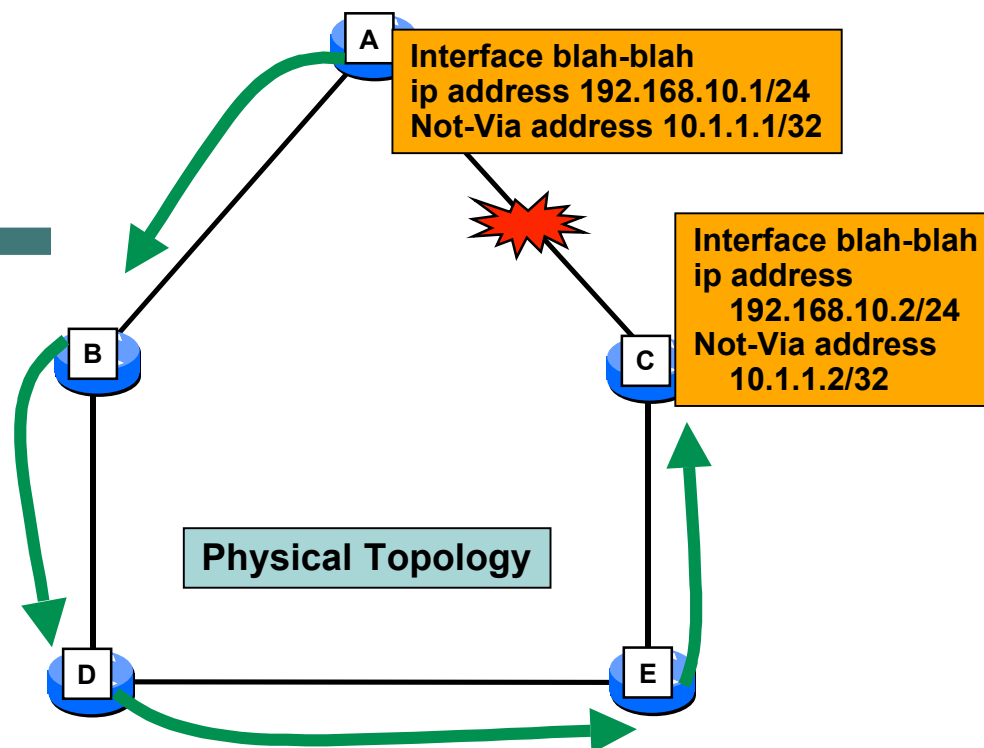 A
Interface blah-blah
ip address 192.168.10.1/24
Not-Via address 10.1.1.1/32
Interface blah-blah
ip address
192.168.10.2/24
Not-Via address
10.1.1.2/32
B
C
Physical Topology
D
E